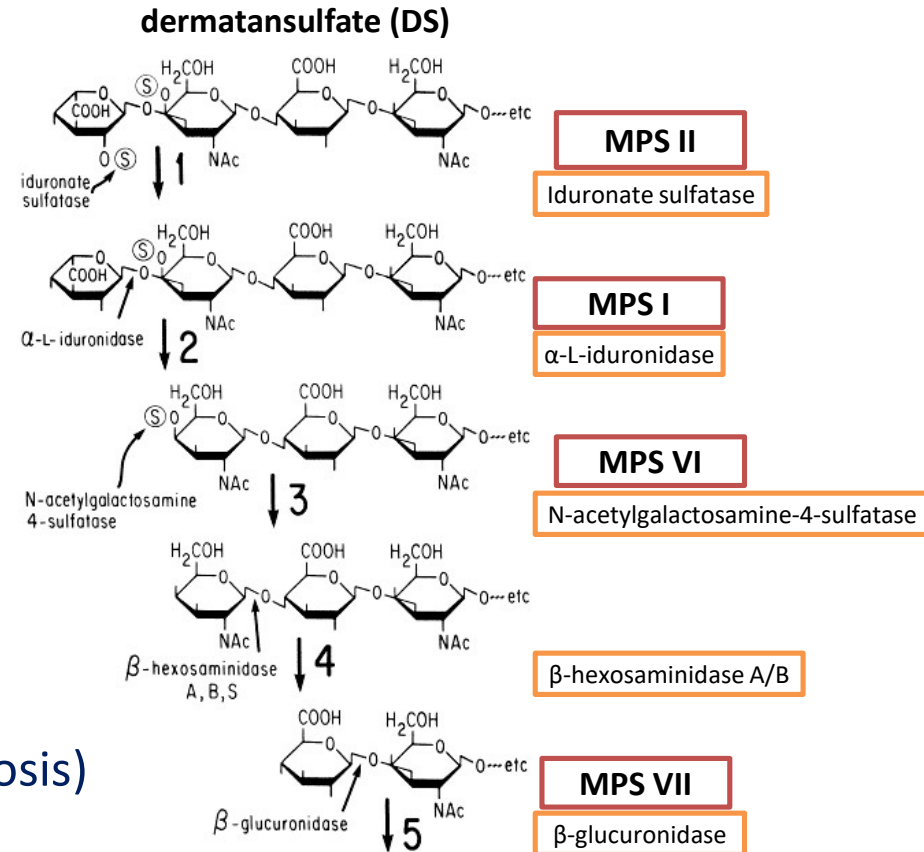 dermatansulfate (DS)
H2COH COOH H2COH
S
O
COOH O O O O O O O O---etc
O S NAc NAc
iduronate
sulfatase
1
MPS II
Iduronate sulfatase
H2COH COOH H2COH
S
O
COOH O O O O O O O O---etc
NAc NAc
α-L-iduronidase
2
MPS I
α-L-iduronidase
H2COH COOH H2COH
S O O O O O O O---etc
NAc NAc
N-acetylgalactosamine
4-sulfatase
3
MPS VI
N-acetylgalactosamine-4-sulfatase
H2COH COOH H2COH
O O O O O O---etc
NAc NAc
β-hexosaminidase
A, B, S
4
β-hexosaminidase A/B
COOH H2COH
O O O O---etc
NAc
osis)
β-glucuronidase
5
MPS VII
β-glucuronidase